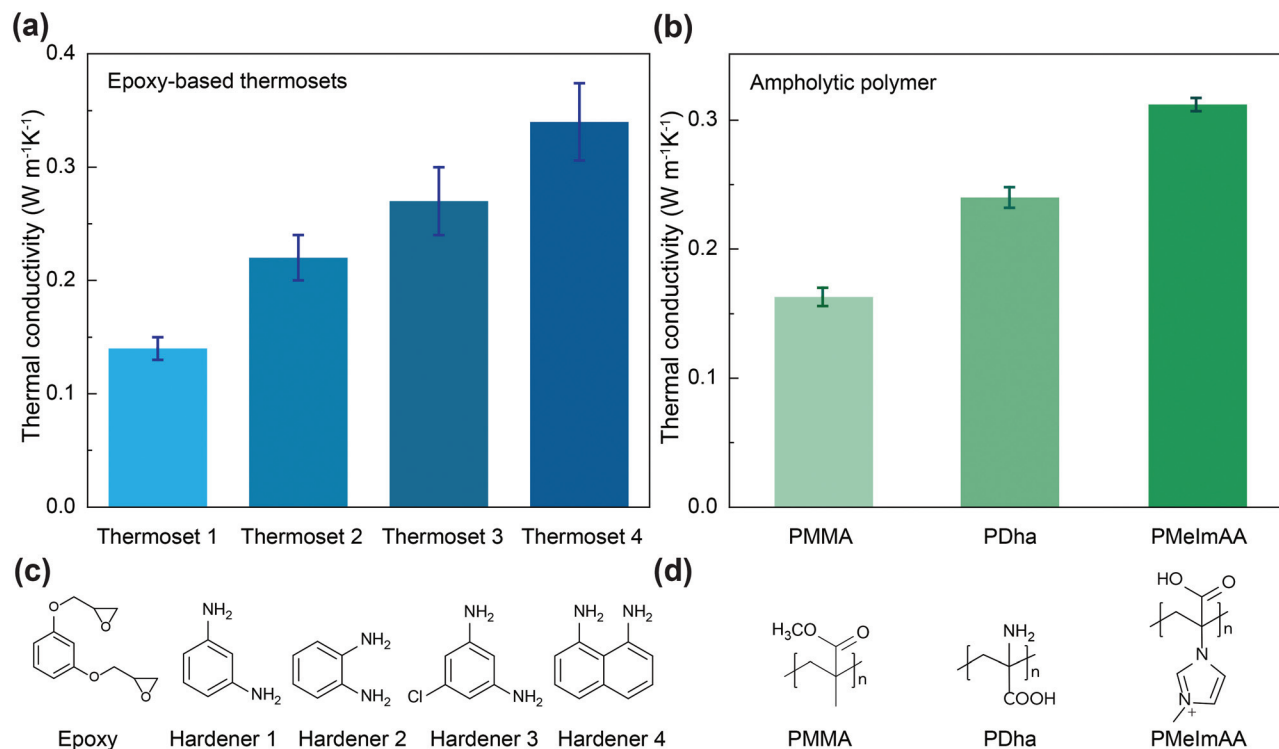 (a)
Epoxy-based thermosets
Thermal conductivity (W m⁻¹K⁻¹)
0.4
0.3
0.2
0.1
0.0
Thermoset 1 Thermoset 2 Thermoset 3 Thermoset 4
(b)
Ampholytic polymer
Thermal conductivity (W m⁻¹K⁻¹)
0.3
0.2
0.1
0.0
PMMA PDha PMeImAA
(c)
O
O
O
O
Epoxy
NH₂
NH₂
Hardener 1
NH₂
NH₂
Hardener 2
NH₂
Cl
NH₂
Hardener 3
NH₂ NH₂
Hardener 4
(d)
H₃CO
O
n
PMMA
NH₂
n
COOH
PDha
HO
O
n
N
N
+
PMeImAA